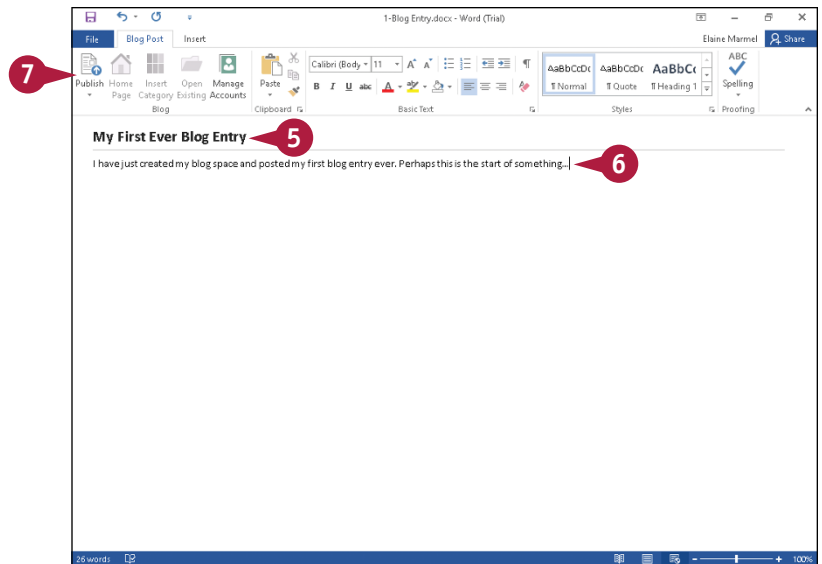 1-Blog Entry.docx - Word (Trial)
File Blog Post Insert Elaine Marmel Share
Publish Home Page Insert Category Open Existing Manage Accounts
Blog
Paste
Clipboard
Calibri (Body 11 A A
B I U abc A ab
Basic Text
AaBbCcDc AaBbCcDc AaBbCc
¶ Normal ¶ Quote ¶ Heading 1
Styles
ABC
Spelling
Proofing
7
My First Ever Blog Entry 5
I have just created my blog space and posted my first blog entry ever. Perhaps this is the start of something... 6
26 words 100%